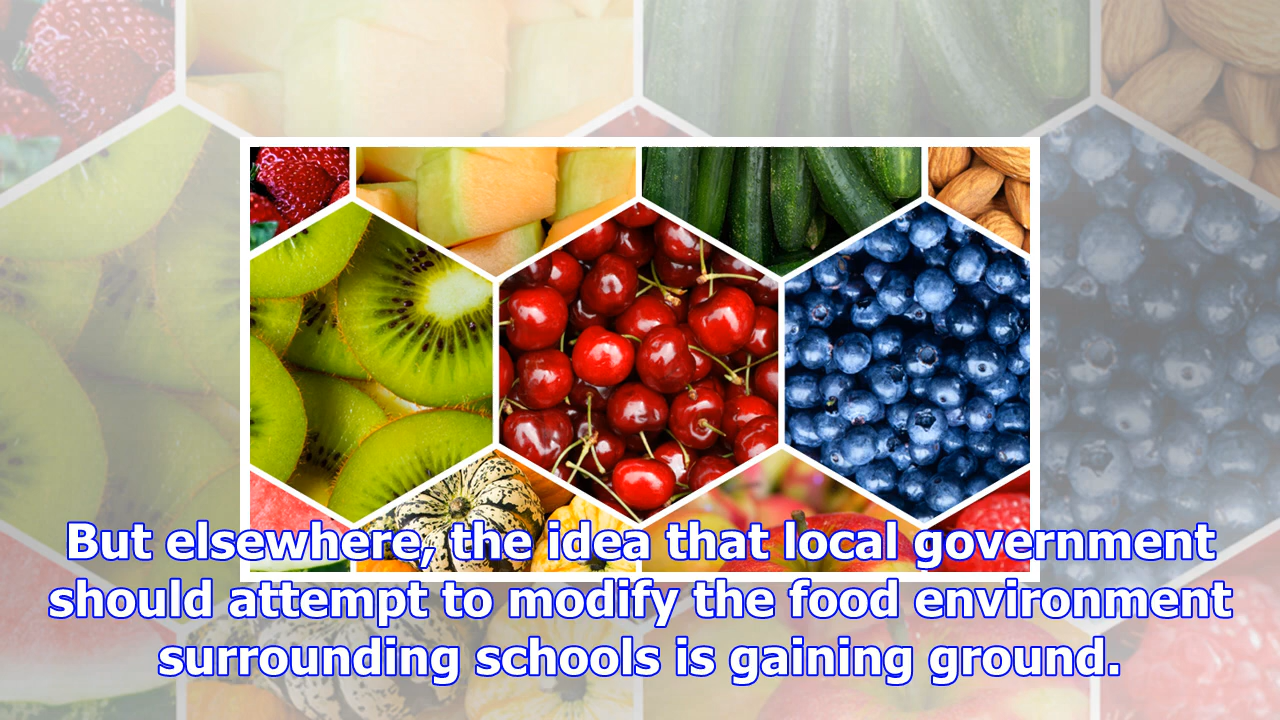 But elsewhere, the idea that local government
should attempt to modify the food environment
surrounding schools is gaining ground.